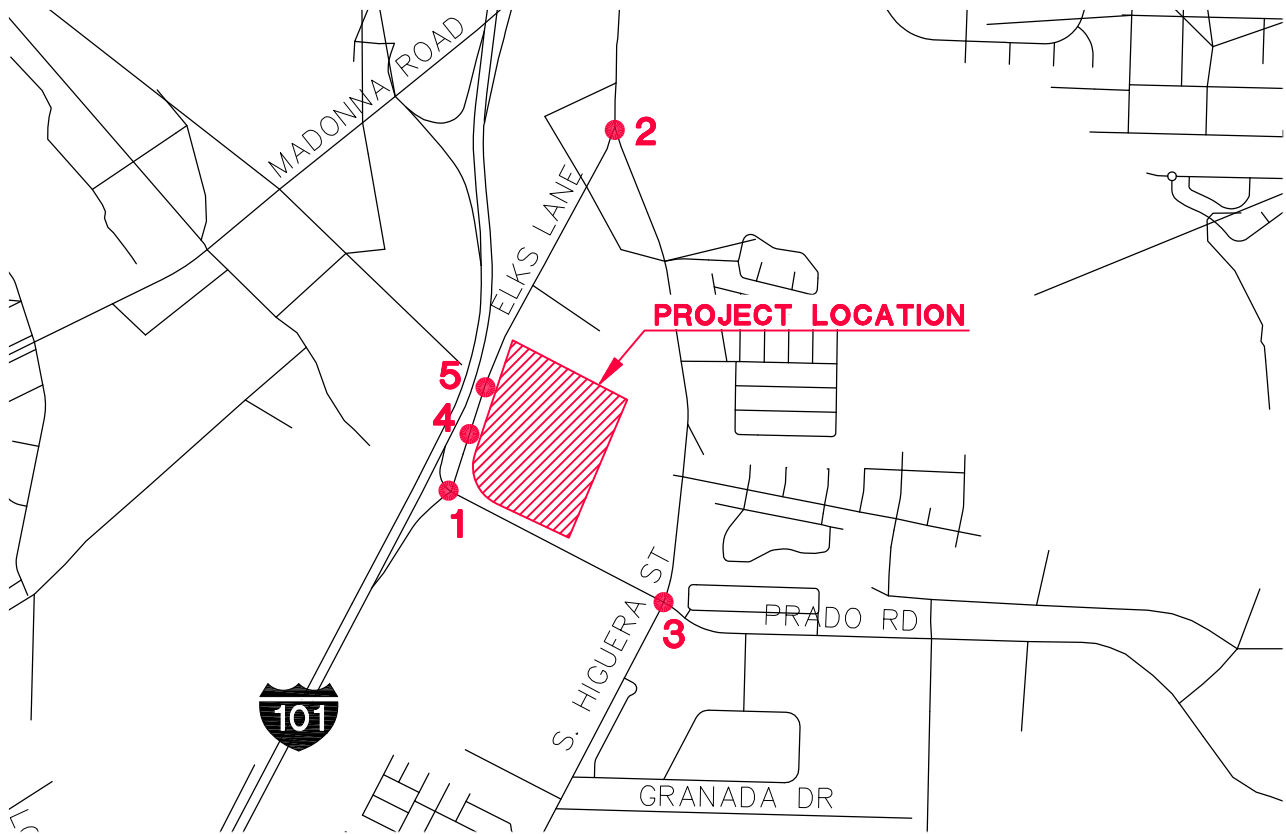 MADONNA ROAD
2
ELKS LANE
PROJECT LOCATION
5
4
1
S. HIGUERA ST
3
PRADO RD
101
GRANADA DR